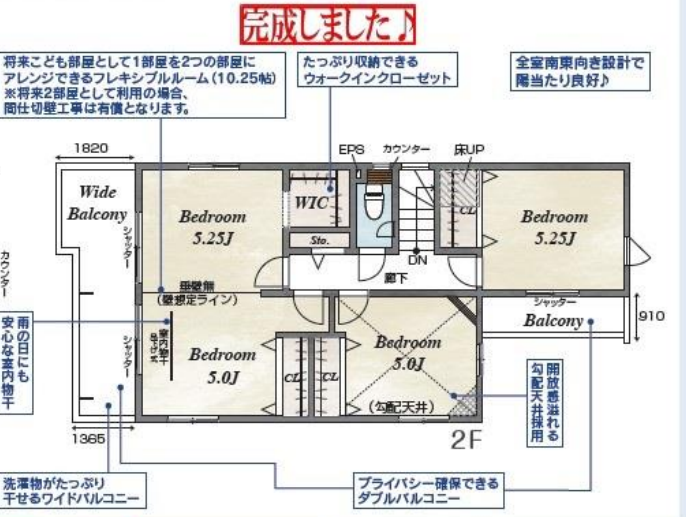 完成しました♪
将来こども部屋として1部屋を2つの部屋に
アレンジできるフレキシブルルーム(10.25帖)
※将来2部屋として利用の場合、
間仕切壁工事は有償となります。
たっぷり収納できる
ウォークインクローゼット
全室南東向き設計で
陽当たり良好♪
1820
EPS
カウンター
床UP
Wide
Balcony
シャッター
Bedroom
5.25J
WIC
Sto.
CL
Bedroom
5.25J
DN
廊下
カウンター
垂壁無
(壁想定ライン)
シャッター
Balcony
910
雨の日にも
安心な室内物干
シャッター
室内物干
Bedroom
5.0J
CL
CL
Bedroom
5.0J
(勾配天井)
開放感溢れる
勾配天井採用
1365
2F
洗濯物がたっぷり
干せるワイドバルコニー
プライバシー確保できる
ダブルバルコニー